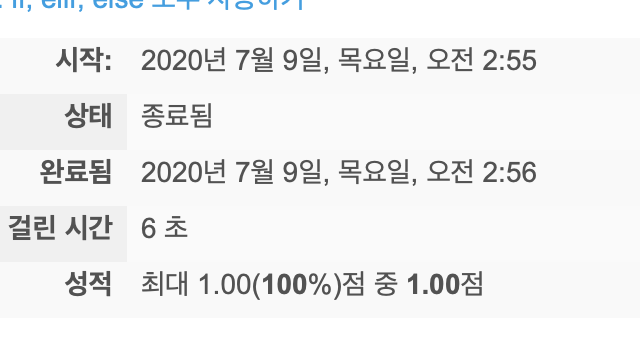 if, elif, else 모두 사용하기
시작: 2020년 7월 9일, 목요일, 오전 2:55
상태 종료됨
완료됨 2020년 7월 9일, 목요일, 오전 2:56
걸린 시간 6 초
성적 최대 1.00(100%)점 중 1.00점